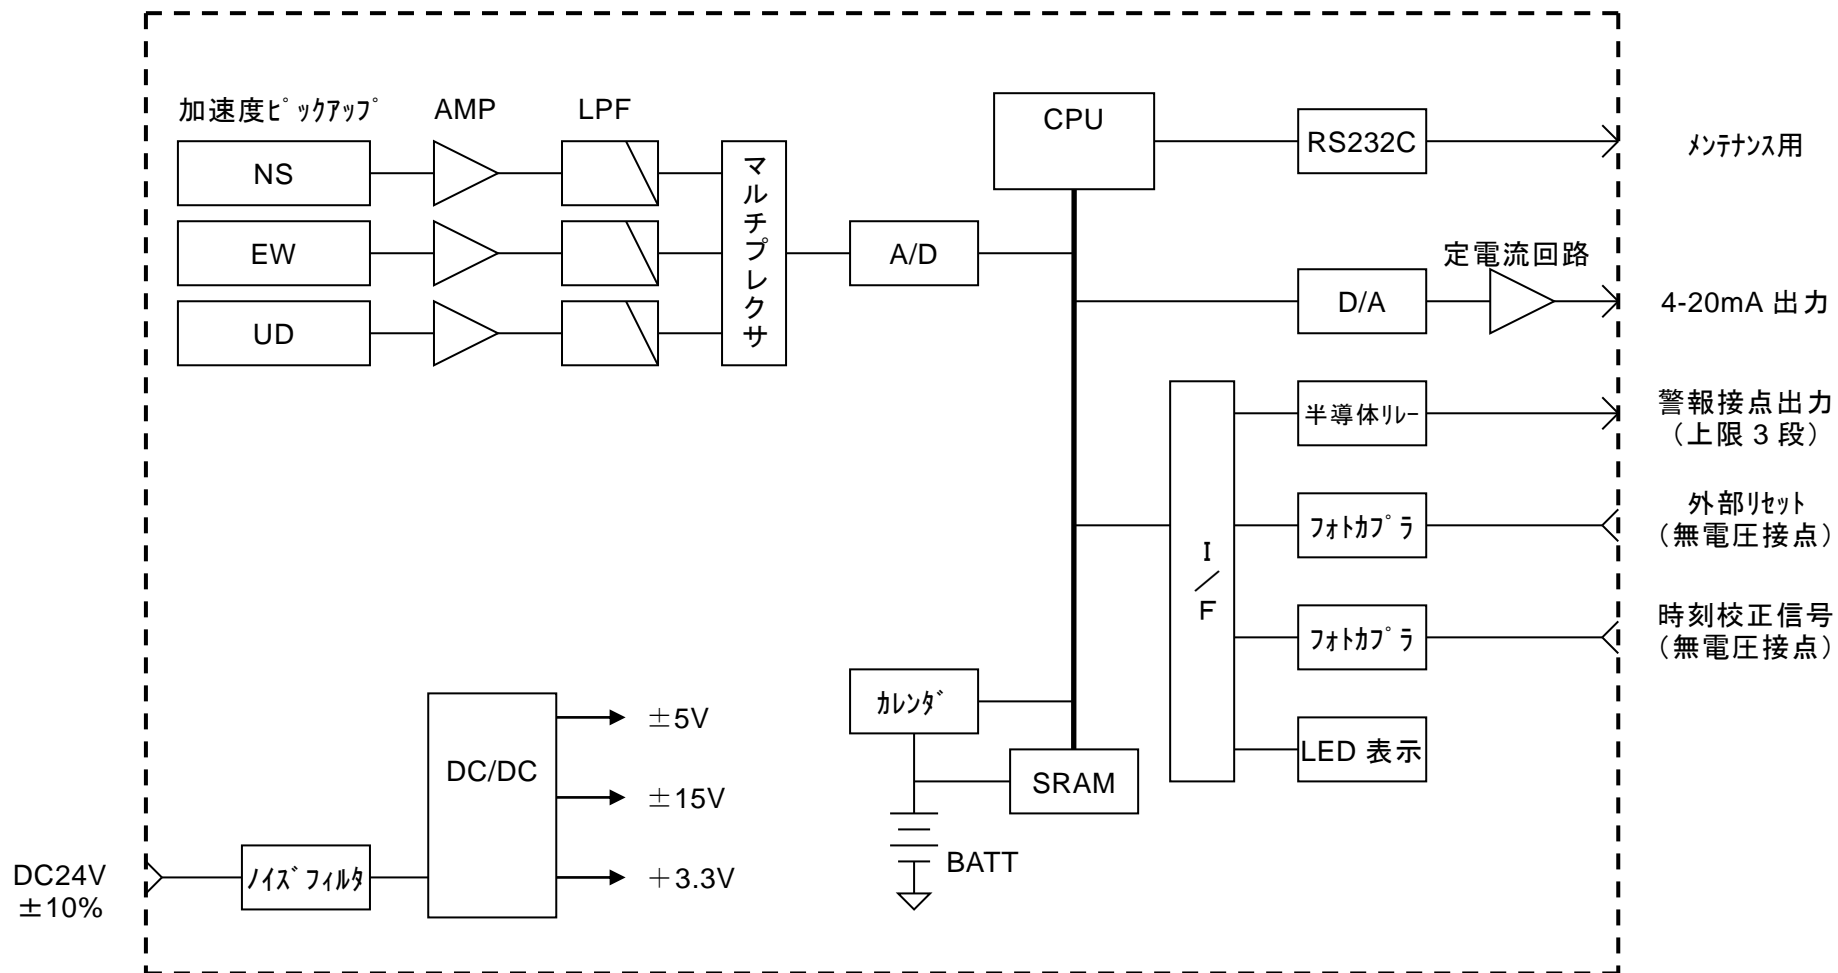 加速度ﾋﾟｯｸｱｯﾌﾟ
AMP
LPF
NS
EW
UD
マルチプレクサ
A/D
CPU
RS232C
メンテナンス用
定電流回路
D/A
4-20mA 出力
半導体ﾘﾚｰ
警報接点出力
（上限 3 段）
I／F
ﾌｫﾄｶﾌﾟﾗ
外部ﾘｾｯﾄ
（無電圧接点）
ﾌｫﾄｶﾌﾟﾗ
時刻校正信号
（無電圧接点）
LED 表示
ｶﾚﾝﾀﾞ
SRAM
BATT
DC/DC
±5V
±15V
＋3.3V
ﾉｲｽﾞﾌｨﾙﾀ
DC24V
±10%